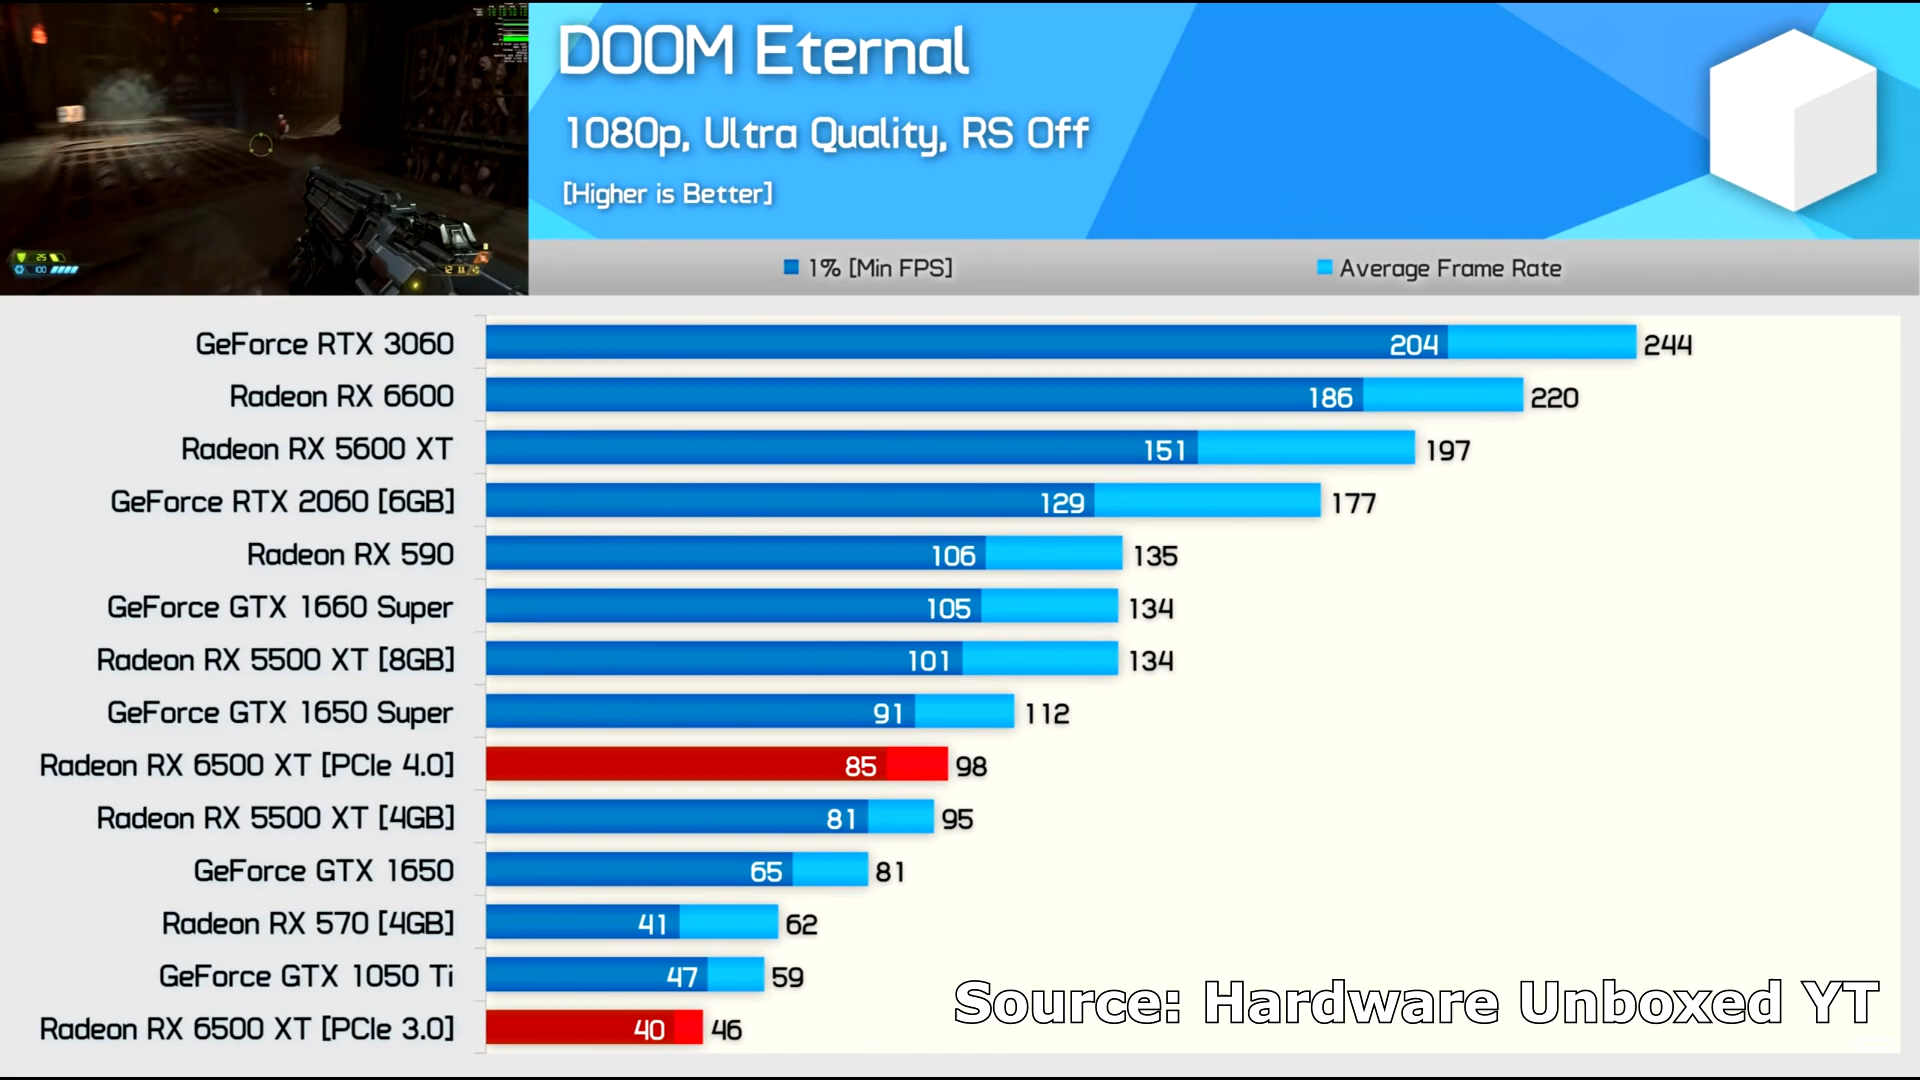 DOOM Eternal
1080p, Ultra Quality, RS Off
[Higher is Better]
1% [Min FPS]
Average Frame Rate
GeForce RTX 3060 204 244
Radeon RX 6600 186 220
Radeon RX 5600 XT 151 197
GeForce RTX 2060 [6GB] 129 177
Radeon RX 590 106 135
GeForce GTX 1660 Super 105 134
Radeon RX 5500 XT [8GB] 101 134
GeForce GTX 1650 Super 91 112
Radeon RX 6500 XT [PCIe 4.0] 85 98
Radeon RX 5500 XT [4GB] 81 95
GeForce GTX 1650 65 81
Radeon RX 570 [4GB] 41 62
GeForce GTX 1050 Ti 47 59
Radeon RX 6500 XT [PCIe 3.0] 40 46
Source: Hardware Unboxed YT
25
100